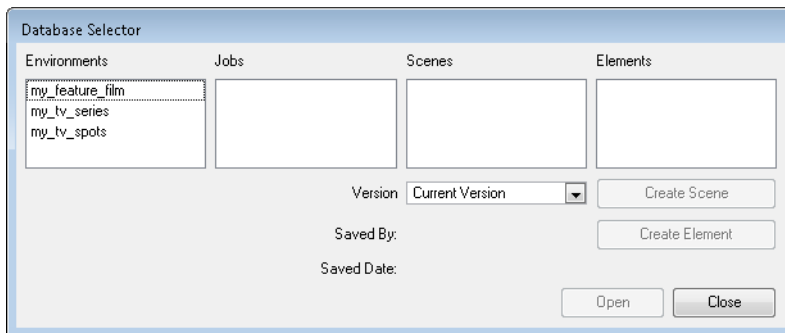 Database Selector
Environments Jobs Scenes Elements
my_feature_film
my_tv_series
my_tv_spots
Version Current Version Create Scene
Saved By: Create Element
Saved Date:
Open Close